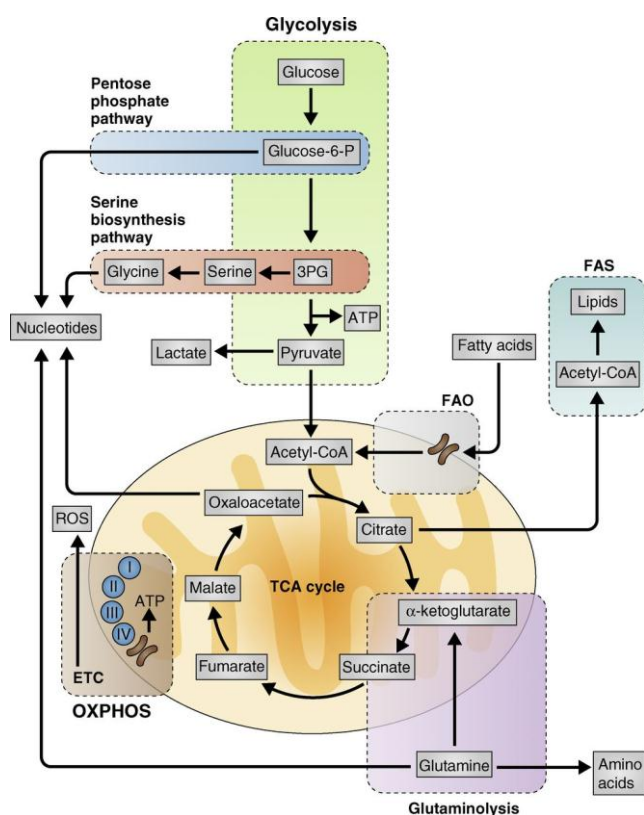 Glycolysis
Glucose
Pentose
phosphate
pathway
Glucose-6-P
Serine
biosynthesis
pathway
Glycine
Serine
3PG
FAS
Lipids
Nucleotides
ATP
Lactate
Pyruvate
Fatty acids
Acetyl-CoA
FAO
Acetyl-CoA
Oxaloacetate
ROS
Citrate
I
II
III
IV
ATP
ETC
OXPHOS
Malate
TCA cycle
α-ketoglutarate
Fumarate
Succinate
Glutamine
Amino
acids
Glutaminolysis